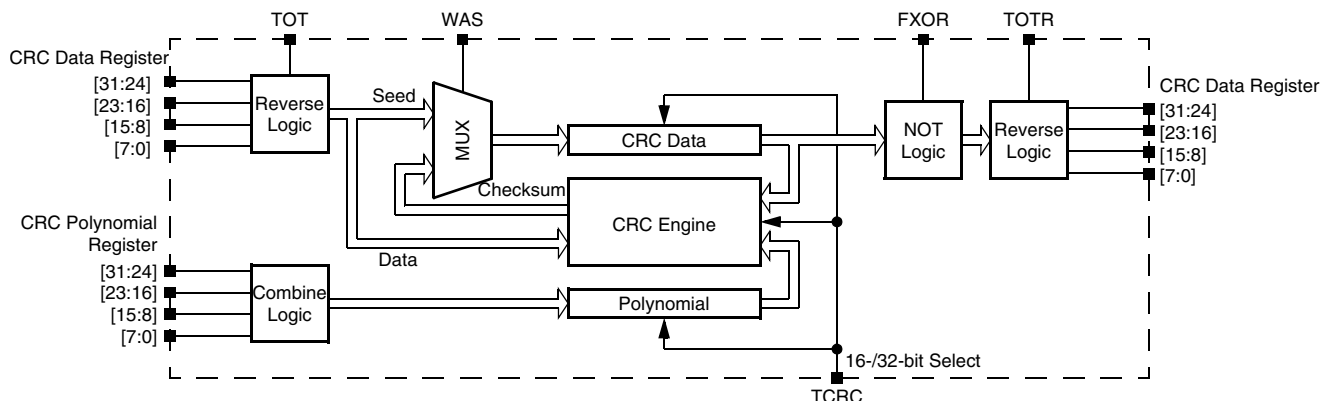 TOT
WAS
FXOR
TOTR
CRC Data Register
[31:24]
[23:16]
[15:8]
[7:0]
Reverse
Logic
Seed
MUX
CRC Data
NOT
Logic
Reverse
Logic
CRC Data Register
[31:24]
[23:16]
[15:8]
[7:0]
Checksum
CRC Engine
Data
CRC Polynomial
Register
[31:24]
[23:16]
[15:8]
[7:0]
Combine
Logic
Polynomial
16-/32-bit Select
TCRC